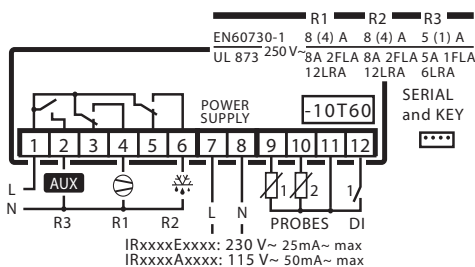 R1 R2 R3
EN60730-1 250 V~ 8 (4) A 8 (4) A 5 (1) A
UL 873 8A 2FLA 8A 2FLA 5A 1FLA
12LRA 12LRA 6LRA
POWER SUPPLY
-10T60
SERIAL and KEY
1 2 3 4 5 6 7 8 9 10 11 12
L AUX 1 2 1
N
R3 R1 R2 L N PROBES DI
IRxxxxExxxx: 230 V~ 25mA~ max
IRxxxxAxxxx: 115 V~ 50mA~ max